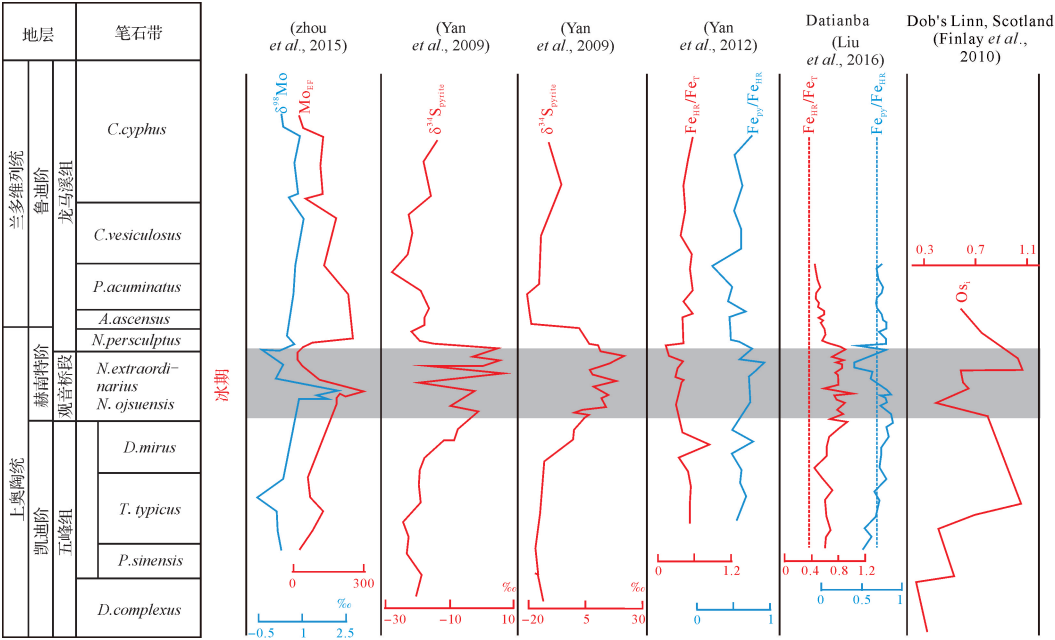 地层
笔石带
(zhou
et al., 2015)
(Yan
et al., 2009)
(Yan
et al., 2009)
(Yan
et al., 2012)
Datianba
(Liu
et al., 2016)
Dob's Linn, Scotland
(Finlay et al.,
2010)
兰多维列统
鲁迪阶
龙马溪组
上奥陶统
赫南特阶
观音桥段
凯迪阶
五峰组
C.cyphus
C.vesiculosus
P.acuminatus
A.ascensus
N.persculptus
N.extraordi-
narius
N. ojsuensis
D.mirus
T. typicus
P.sinensis
D.complexus
冰期
δ98Mo
MoEF
δ34Spyrite
δ34Spyrite
FeHR/FeT
Fepy/FeHR
FeHR/FeT
Fepy/FeHR
0.3 0.7 1.1
Osi
0 300
‰
−0.5 1 2.5
‰
−30 −10 10
‰
−20 5 30
0 1.2
0 1
0 0.4 0.8 1.2
0 0.5 1